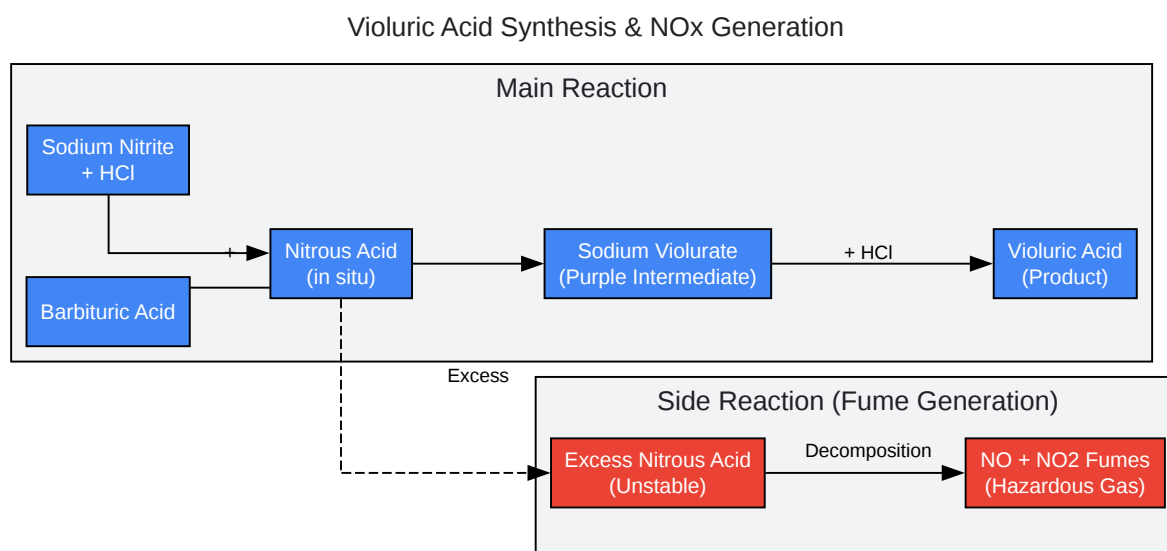 Violuric Acid Synthesis & NOx Generation
Main Reaction
Sodium Nitrite
+ HCl
+
Nitrous Acid
(in situ)
Barbituric Acid
Sodium Violurate
(Purple Intermediate)
+ HCl
Violuric Acid
(Product)
Excess
Side Reaction (Fume Generation)
Excess Nitrous Acid
(Unstable)
Decomposition
NO + NO2 Fumes
(Hazardous Gas)